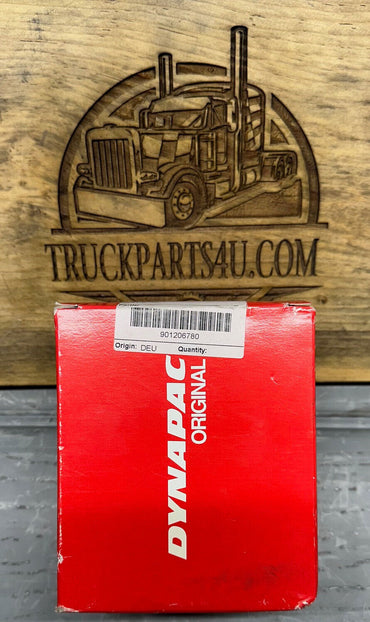 TRUCKPARTS4U.COM
901206780
Origin: DEU Quantity:
DYNAPAC
ORIGINAL